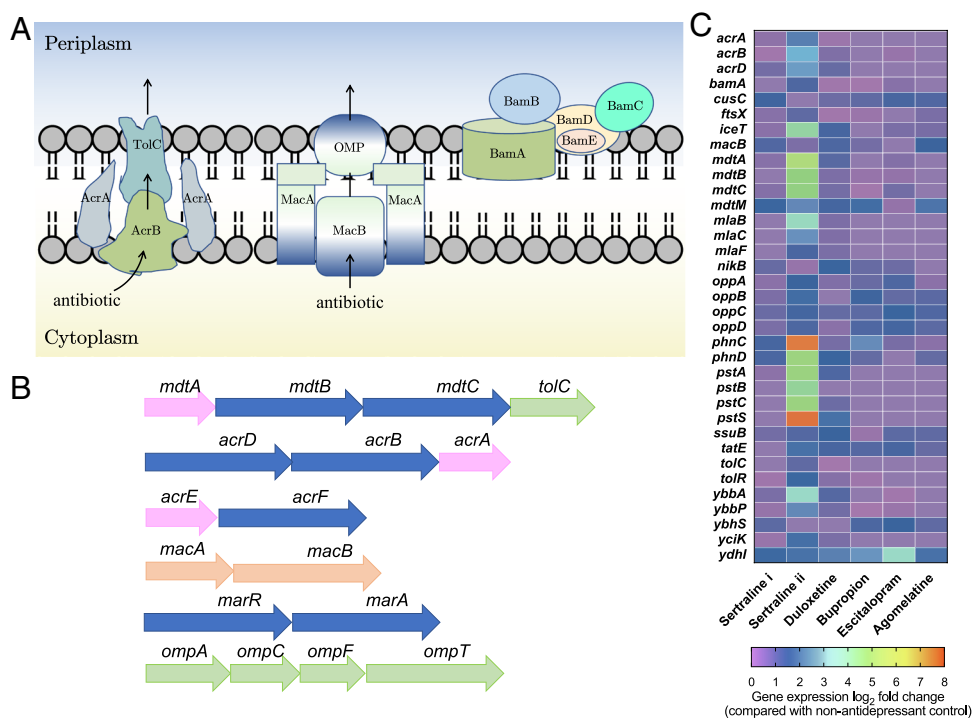 A
Periplasm
TolC
AcrA
AcrA
AcrB
antibiotic
OMP
MacA
MacA
MacB
antibiotic
BamB
BamC
BamD
BamE
BamA
Cytoplasm
B
mdtA mdtB mdtC tolC
acrD acrB acrA
acrE acrF
macA macB
marR marA
ompA ompC ompF ompT
C
acrA
acrB
acrD
bamA
cusC
ftsX
iceT
macB
mdtA
mdtB
mdtC
mdtM
mlaB
mlaC
mlaF
nikB
oppA
oppB
oppC
oppD
phnC
phnD
pstA
pstB
pstC
pstS
ssuB
tatE
tolC
tolR
ybbA
ybbP
ybhS
yciK
ydhI
Sertraline i
Sertraline ii
Duloxetine
Bupropion
Escitalopram
Agomelatine
0 1 2 3 4 5 6 7 8
Gene expression log2 fold change
(compared with non-antidepressant control)